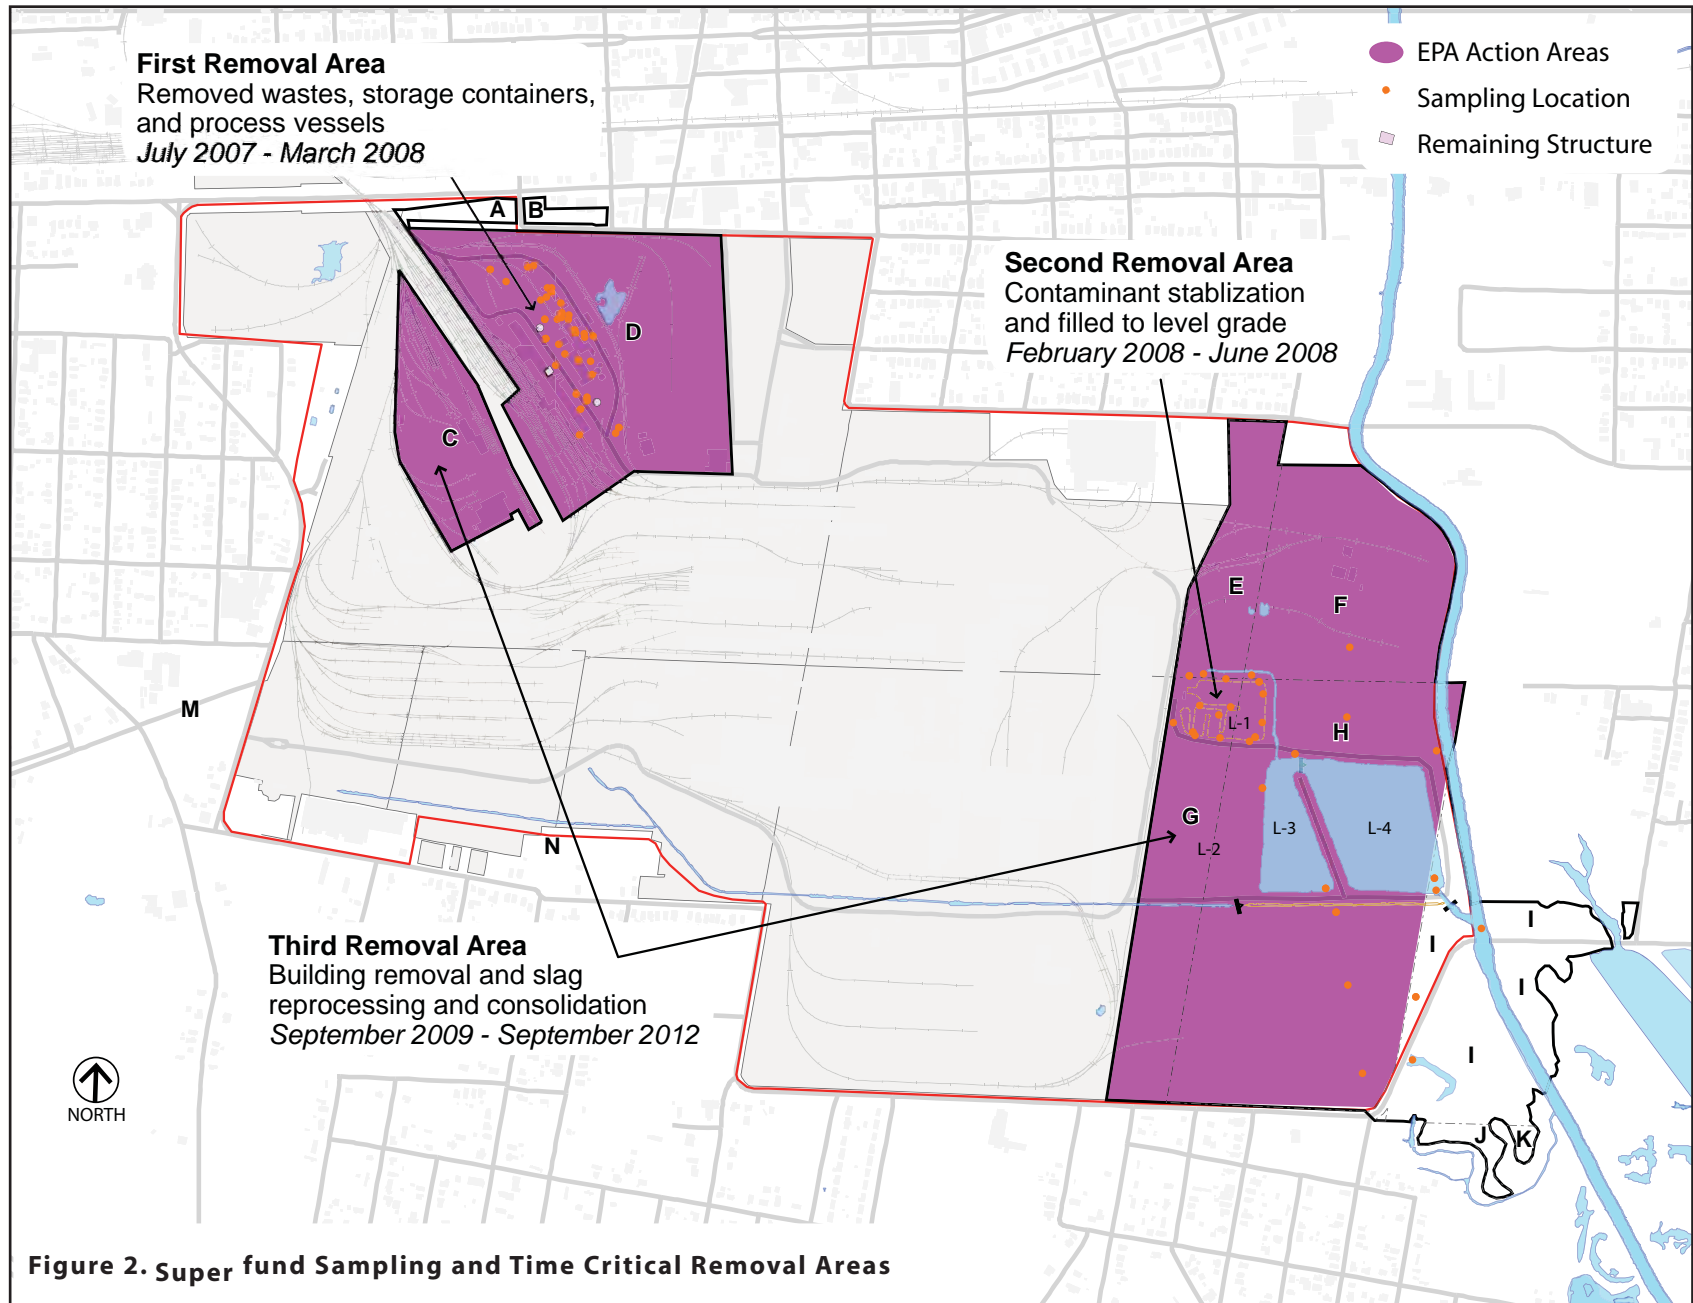 First Removal Area
Removed wastes, storage containers,
and process vessels
July 2007 - March 2008
EPA Action Areas
Sampling Location
Remaining Structure
A
B
Second Removal Area
Contaminant stablization
and filled to level grade
February 2008 - June 2008
D
C
E
F
M
L-1
H
G
L-2
L-3
L-4
N
Third Removal Area
Building removal and slag
reprocessing and consolidation
September 2009 - September 2012
I
I
I
I
J
K
NORTH
Figure 2. Super fund Sampling and Time Critical Removal Areas